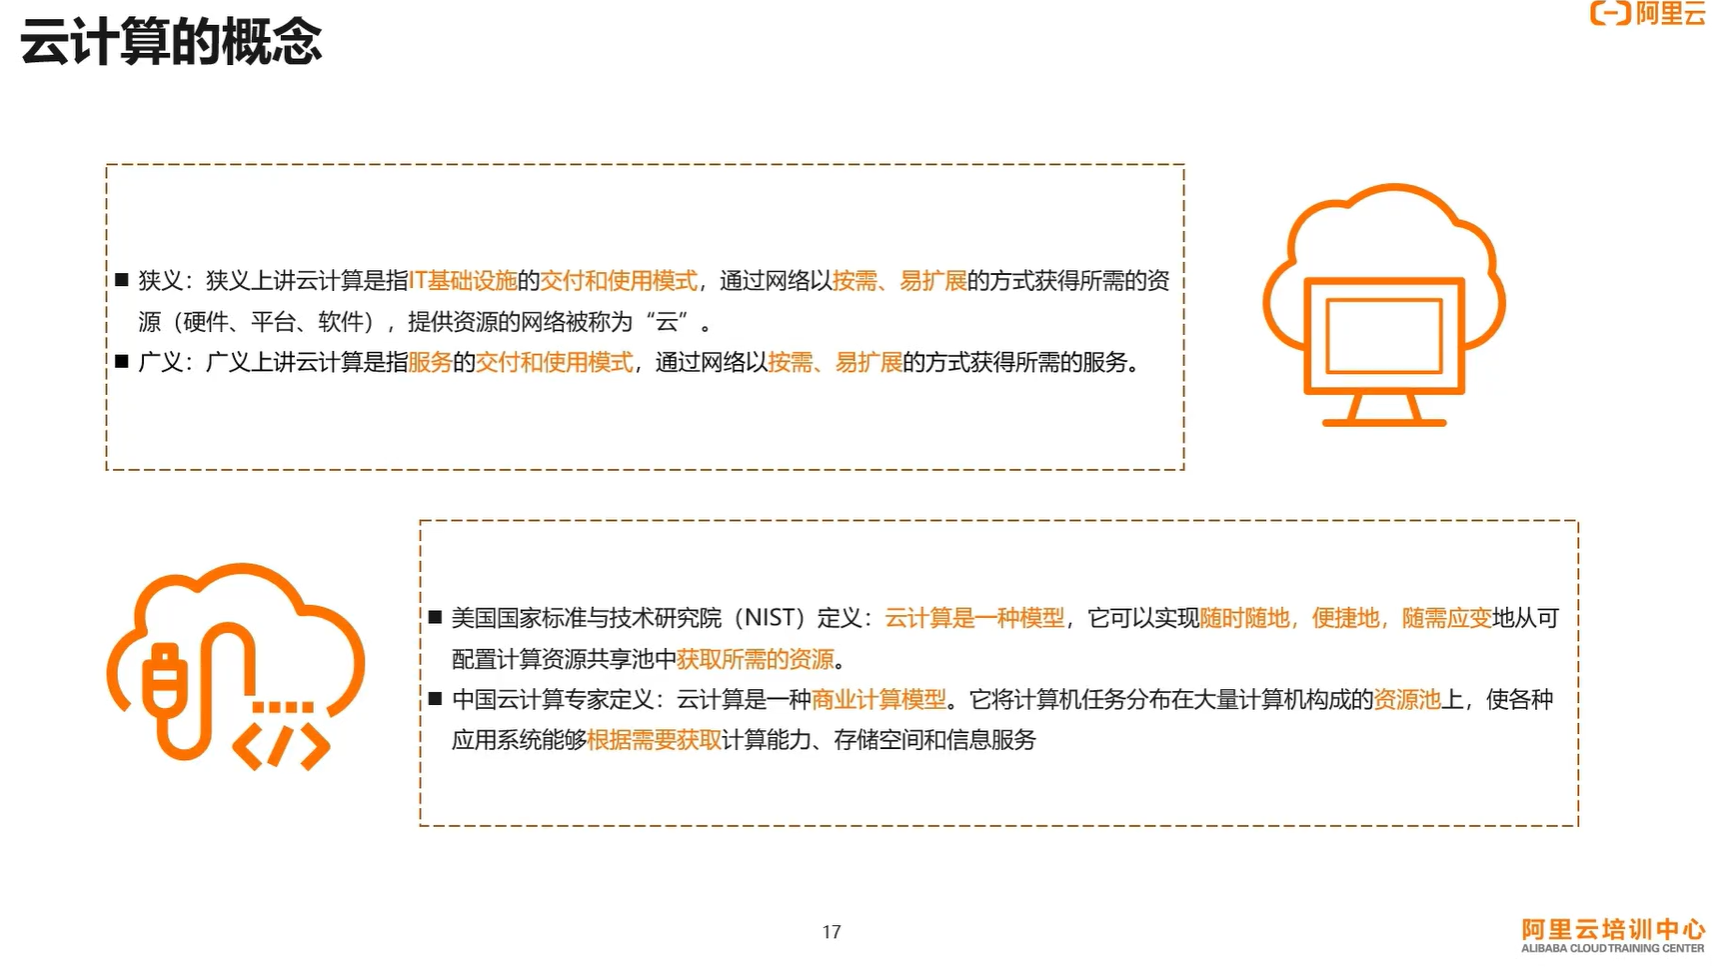 云计算的概念
阿里云
■ 狭义：狭义上讲云计算是指IT基础设施的交付和使用模式，通过网络以按需、易扩展的方式获得所需的资
源（硬件、平台、软件），提供资源的网络被称为“云”。
■ 广义：广义上讲云计算是指服务的交付和使用模式，通过网络以按需、易扩展的方式获得所需的服务。
■ 美国国家标准与技术研究院（NIST）定义：云计算是一种模型，它可以实现随时随地，便捷地，随需应变地从可
配置计算资源共享池中获取所需的资源。
■ 中国云计算专家定义：云计算是一种商业计算模型。它将计算机任务分布在大量计算机构成的资源池上，使各种
应用系统能够根据需要获取计算能力、存储空间和信息服务
17
阿里云培训中心
ALIBABA CLOUD TRAINING CENTER